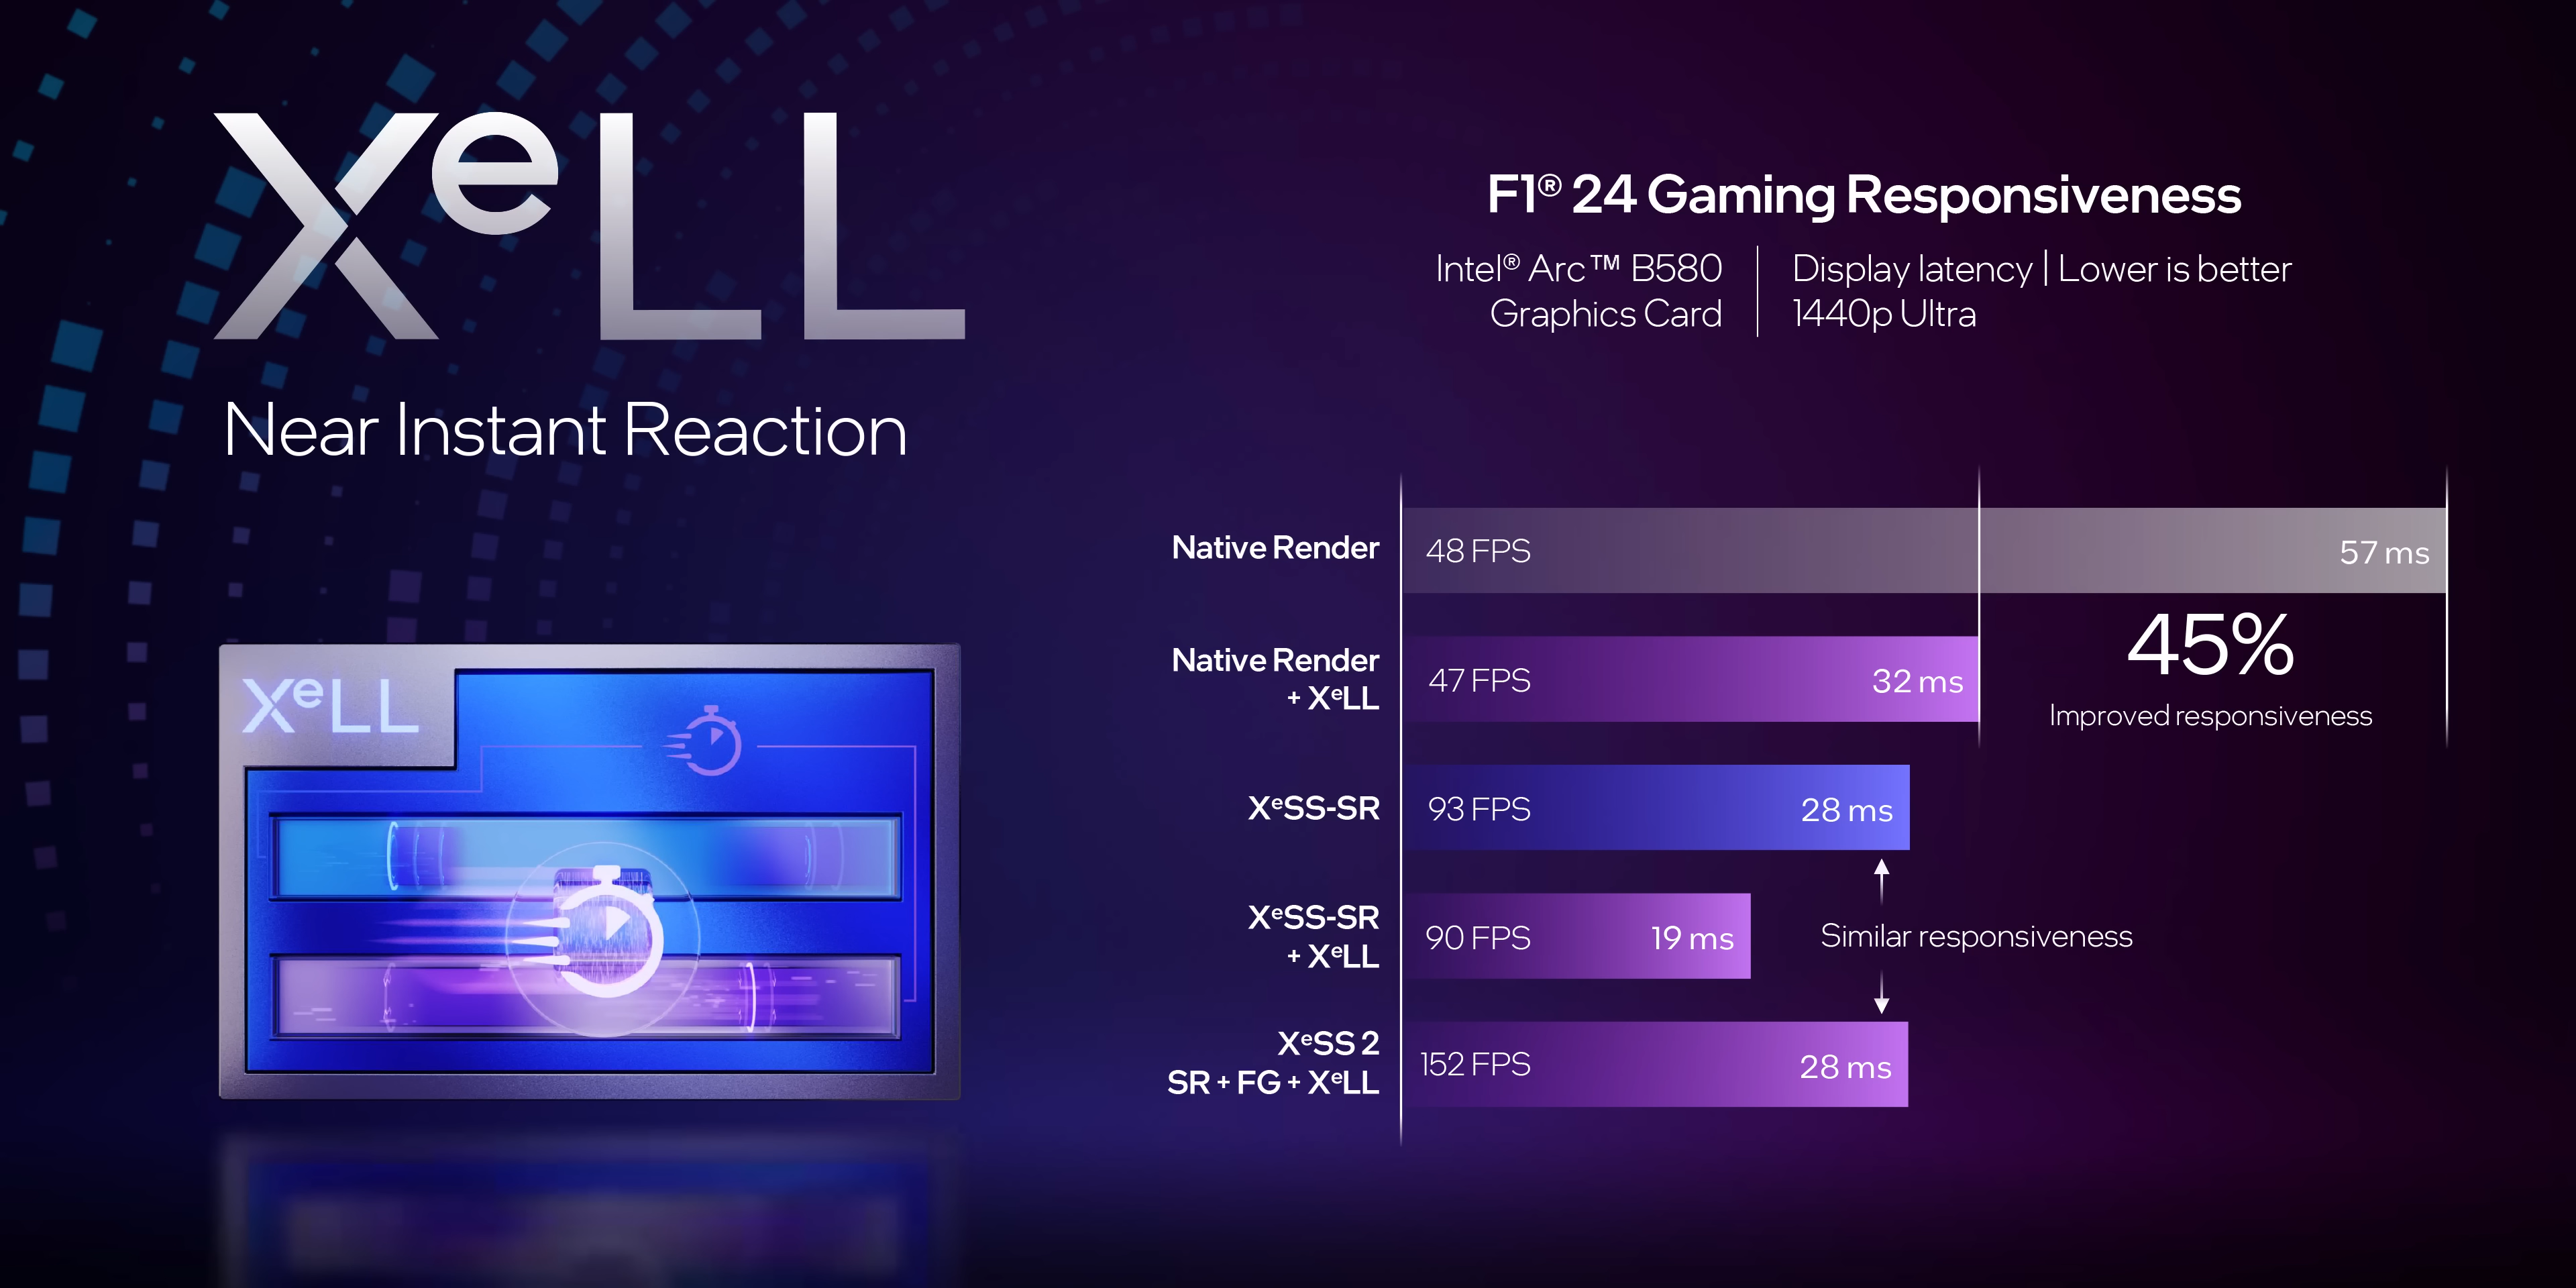 XeLL
Near Instant Reaction
XeLL
F1® 24 Gaming Responsiveness
Intel® Arc™ B580
Graphics Card
Display latency | Lower is better
1440p Ultra
Native Render
48 FPS
57 ms
Native Render
+ XeLL
47 FPS
32 ms
45%
Improved responsiveness
XeSS-SR
93 FPS
28 ms
XeSS-SR
+ XeLL
90 FPS
19 ms
Similar responsiveness
XeSS 2
SR + FG + XeLL
152 FPS
28 ms